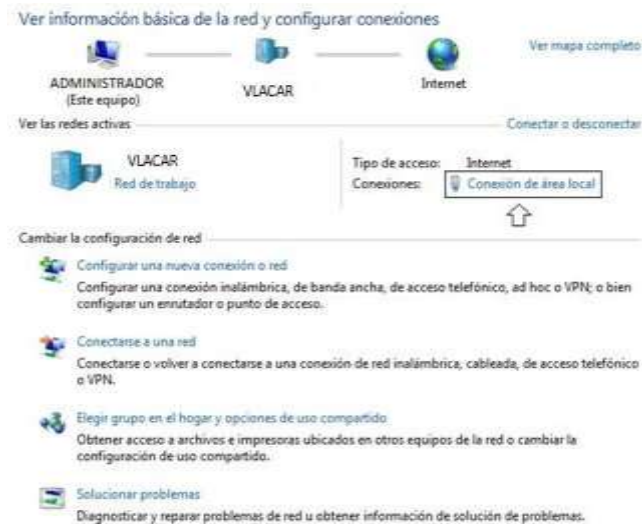 Ver información básica de la red y configurar conexiones
Ver mapa completo
ADMINISTRADOR
(Este equipo)
VLACAR
Internet
Ver las redes activas
Conectar o desconectar
VLACAR
Red de trabajo
Tipo de acceso: Internet
Conexiones: Conexión de área local
Cambiar la configuración de red
Configurar una nueva conexión o red
Configurar una conexión inalámbrica, de banda ancha, de acceso telefónico, ad hoc o VPN; o bien
configurar un enrutador o punto de acceso.
Conectarse a una red
Conectarse o volver a conectarse a una conexión de red inalámbrica, cableada, de acceso telefónico
o VPN.
Elegir grupo en el hogar y opciones de uso compartido
Obtener acceso a archivos e impresoras ubicados en otros equipos de la red o cambiar la
configuración de uso compartido.
Solucionar problemas
Diagnosticar y reparar problemas de red u obtener información de solución de problemas.